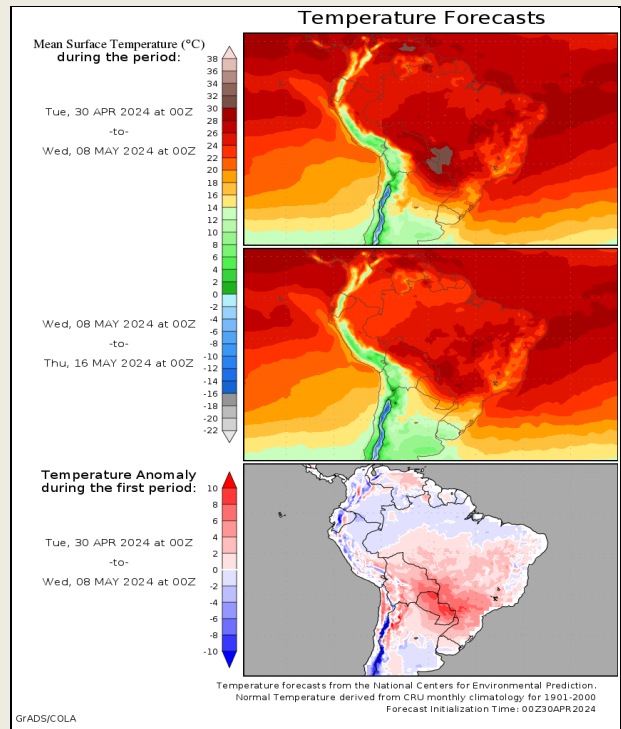 Temperature Forecasts
Mean Surface Temperature (°C)
during the period:
Tue, 30 APR 2024 at 00Z
-to-
Wed, 08 MAY 2024 at 00Z
38
36
34
32
30
28
26
24
22
20
18
16
14
12
10
8
6
4
2
0
-2
-4
-6
-8
-10
-12
-14
-16
-18
-20
-22
Wed, 08 MAY 2024 at 00Z
-to-
Thu, 16 MAY 2024 at 00Z
Temperature Anomaly
during the first period:
Tue, 30 APR 2024 at 00Z
-to-
Wed, 08 MAY 2024 at 00Z
10
8
6
4
2
0
-2
-4
-6
-8
-10
Temperature forecasts from the National Centers for Environmental Prediction.
Normal Temperature derived from CRU monthly climatology for 1901-2000
Forecast Initialization Time: 00Z30APR2024
GrADS/COLA